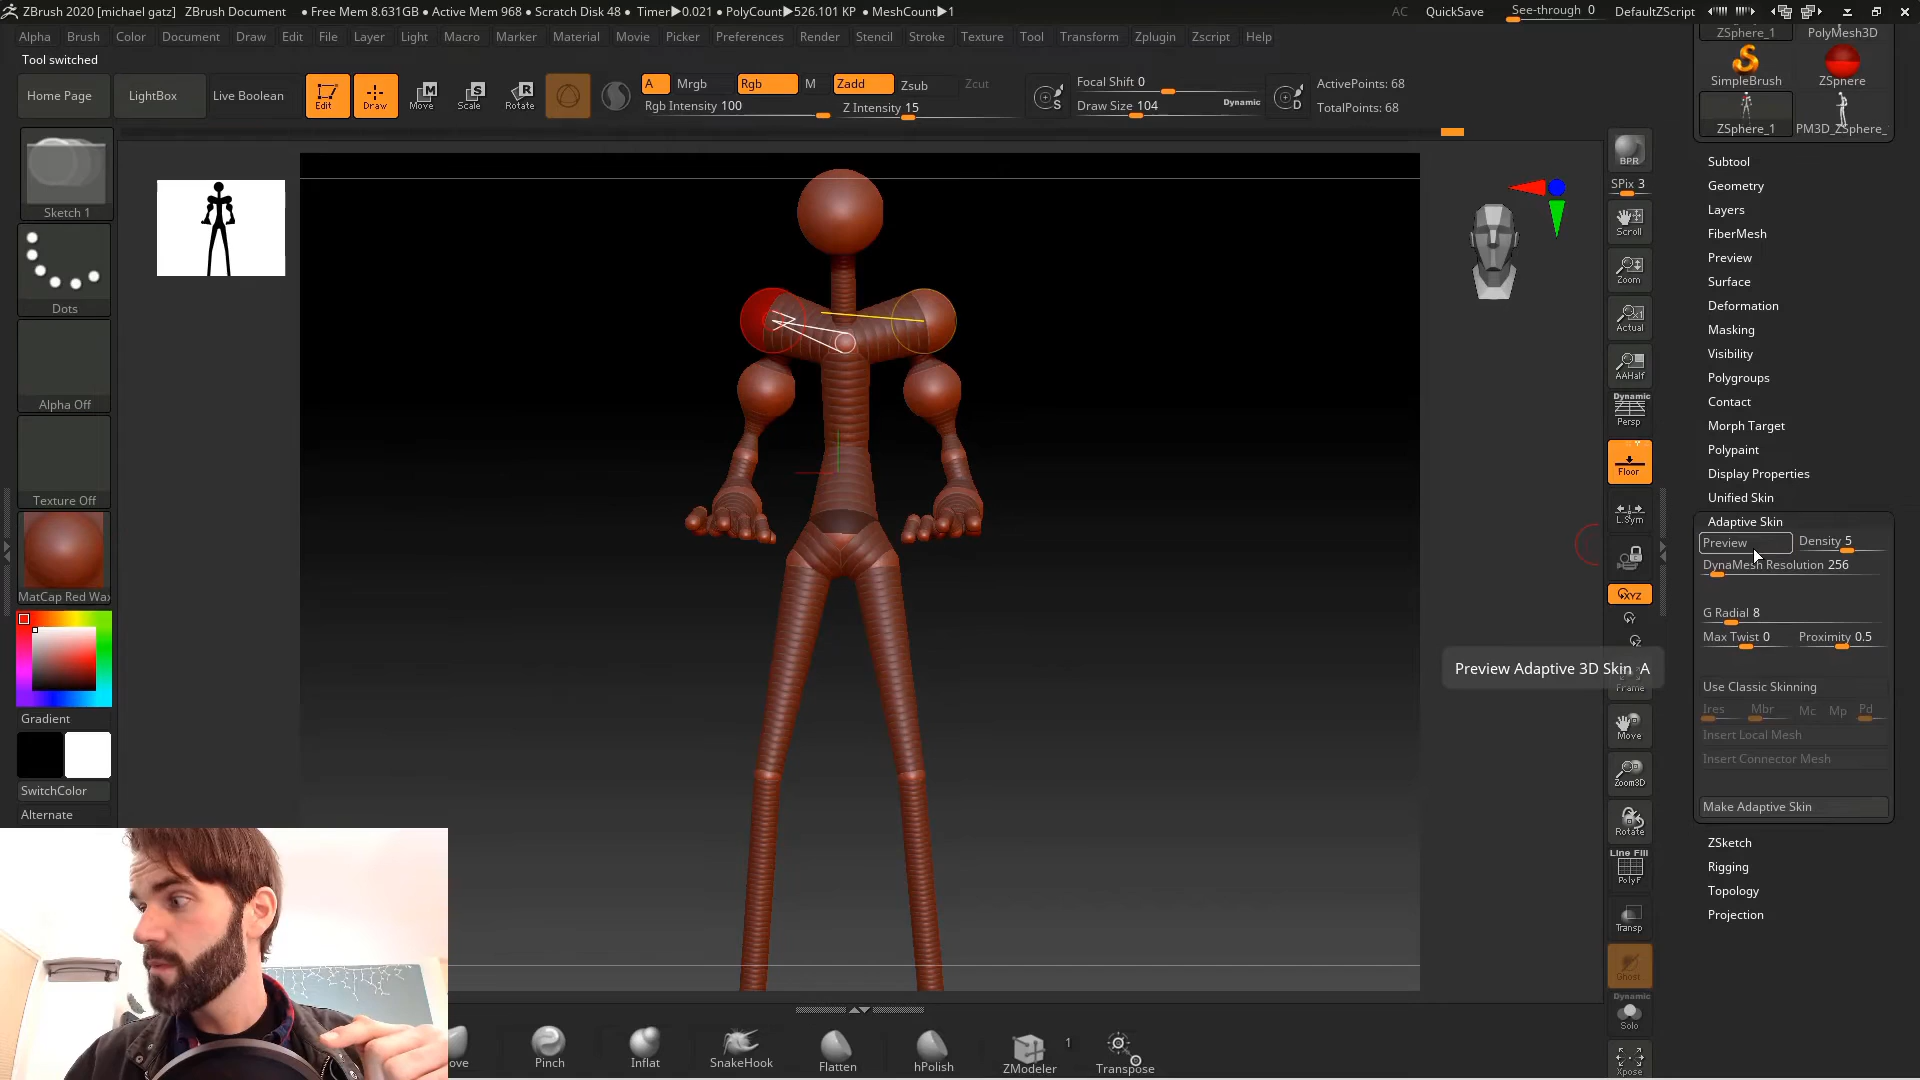 ZBrush 2020 [michael gatz] ZBrush Document ● Free Mem 8.631GB ● Active Mem 968 ● Scratch Disk 48 ● Timer▶0.021 ● PolyCount▶526.101 KP ● MeshCount▶1 AC QuickSave See-through 0 DefaultZScript
Alpha Brush Color Document Draw Edit File Layer Light Macro Marker Material Movie Picker Preferences Render Stencil Stroke Texture Tool Transform Zplugin Zscript Help
Tool switched
Home Page LightBox Live Boolean Edit Draw Move Scale Rotate
A Mrgb Rgb M Zadd Zsub Zcut
Rgb Intensity 100 Z Intensity 15
S Focal Shift 0
Draw Size 104 Dynamic D
ActivePoints: 68
TotalPoints: 68
Sketch 1
Dots
Alpha Off
Texture Off
MatCap Red Wax
Gradient
SwitchColor
Alternate
BPR
SPix 3
Scroll
Zoom
Actual
AAHalf
Dynamic
Persp
Floor
L.Sym
XYZ
Y
Z
Frame
Move
Zoom3D
Rotate
Line Fill
PolyF
Transp
Ghost
Dynamic
Solo
Xpose
Preview Adaptive 3D Skin A
ZSphere_1 PolyMesh3D
SimpleBrush ZSphere
ZSphere_1 PM3D_ZSphere_
Subtool
Geometry
Layers
FiberMesh
Preview
Surface
Deformation
Masking
Visibility
Polygroups
Contact
Morph Target
Polypaint
Display Properties
Unified Skin
Adaptive Skin
Preview Density 5
DynaMesh Resolution 256
G Radial 8
Max Twist 0 Proximity 0.5
Use Classic Skinning
Ires Mbr Mc Mp Pd
Insert Local Mesh
Insert Connector Mesh
Make Adaptive Skin
ZSketch
Rigging
Topology
Projection
ove Pinch Inflat SnakeHook Flatten hPolish ZModeler 1 Transpose